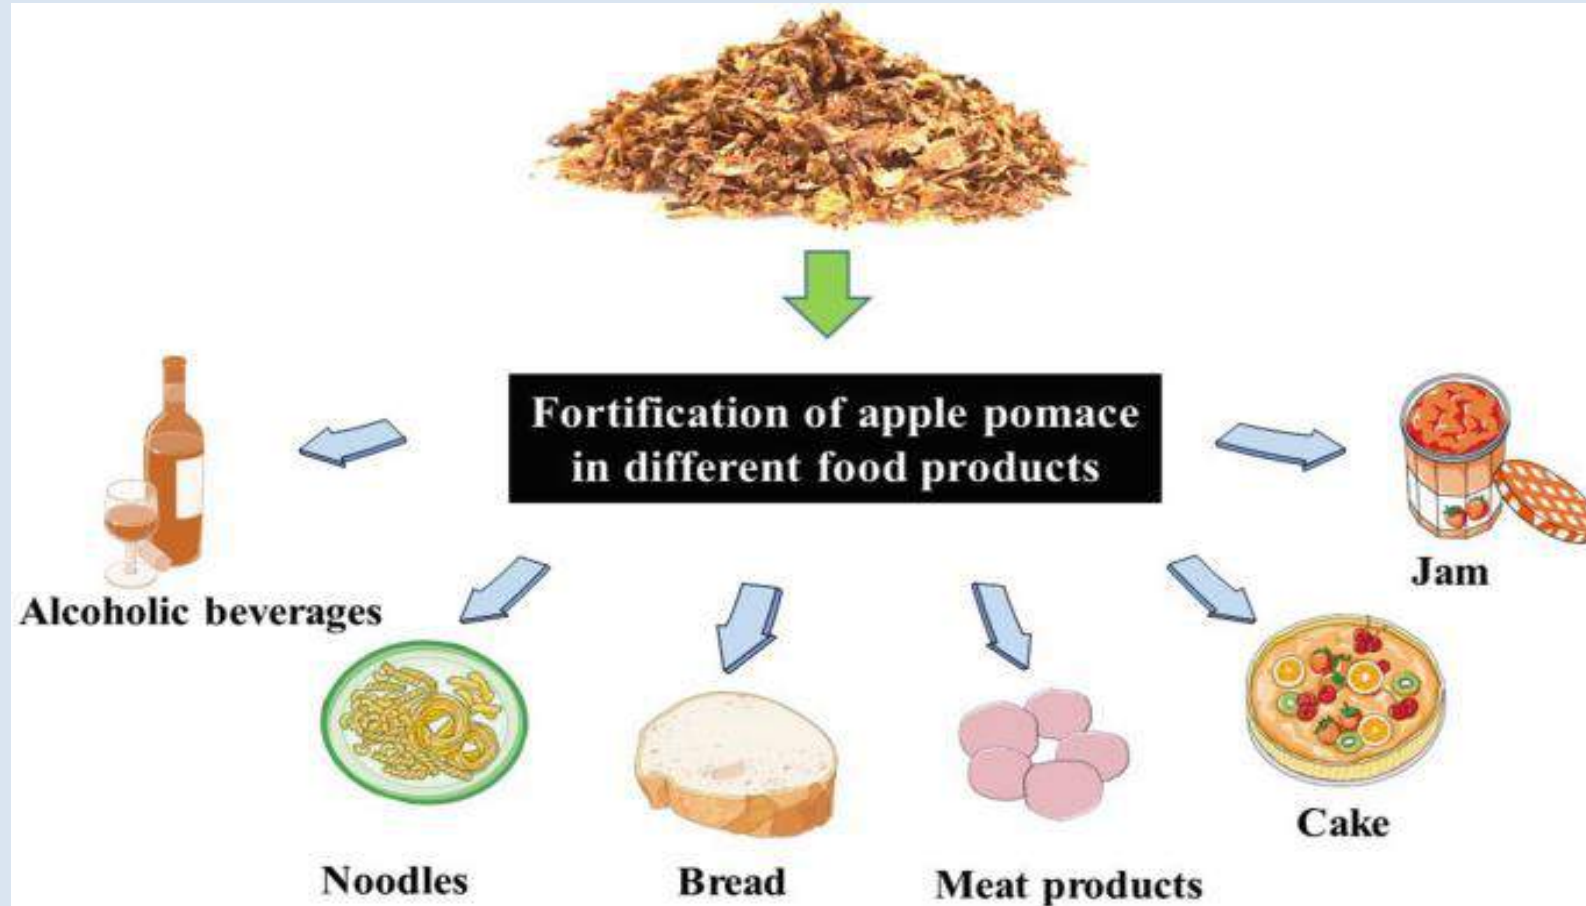 Fortification of apple pomace
in different food products
Alcoholic beverages
Jam
Noodles
Bread
Meat products
Cake